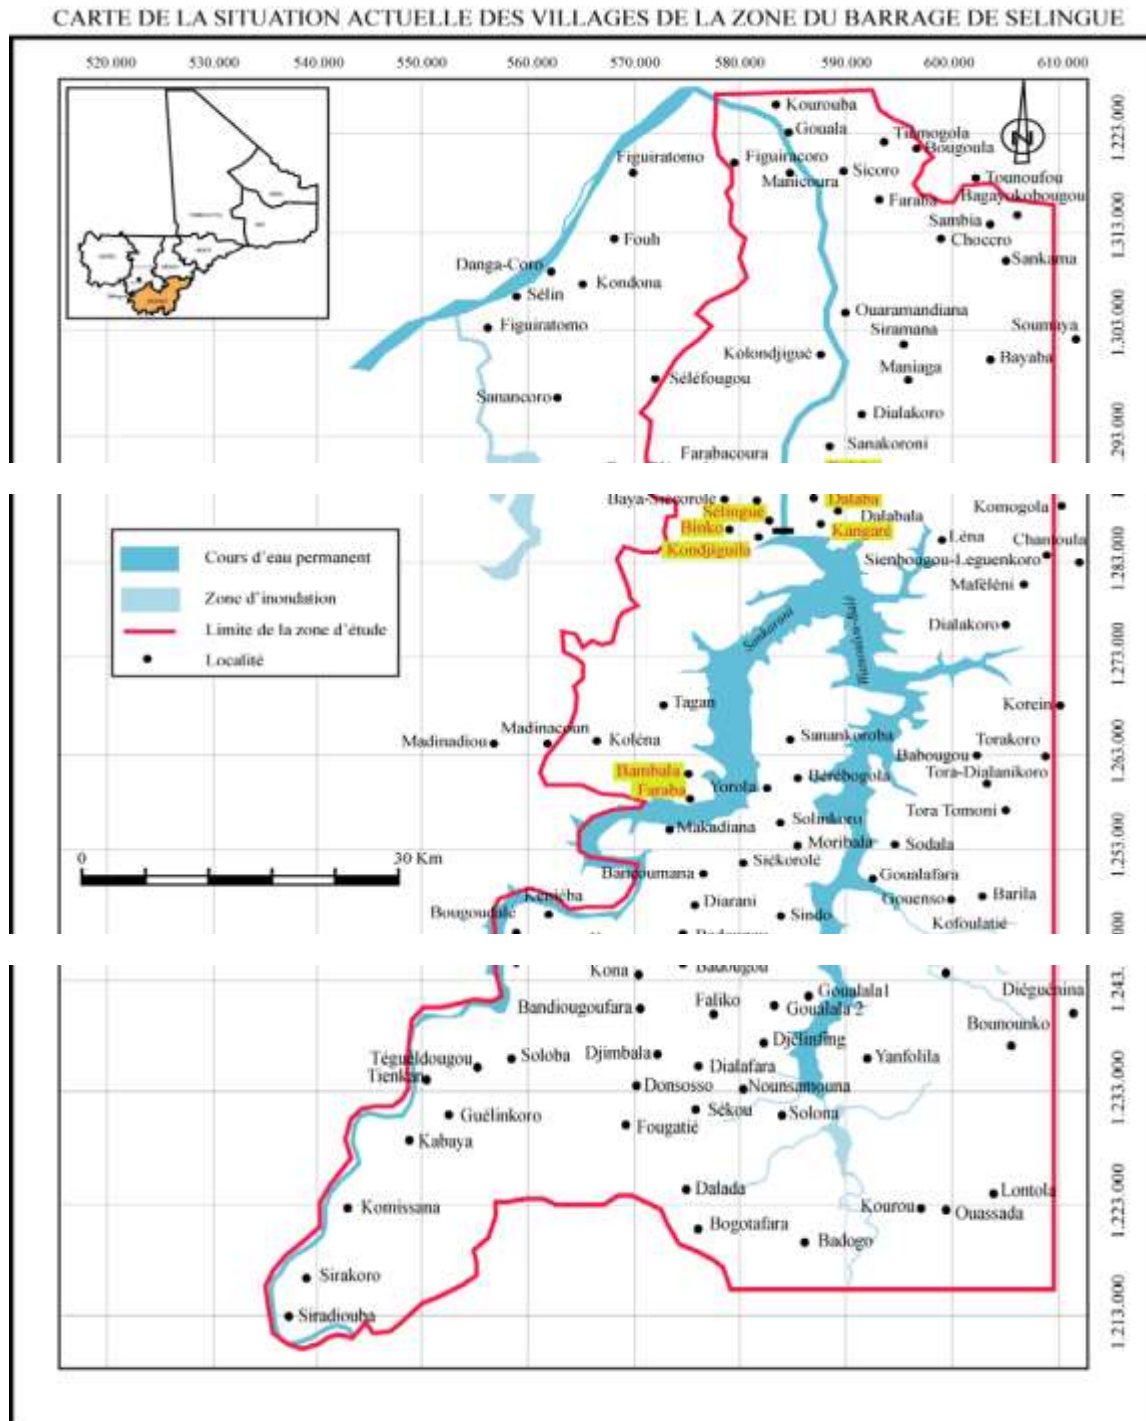 CARTE DE LA SITUATION ACTUELLE DES VILLAGES DE LA ZONE DU BARRAGE DE SELINGUE
520.000 530.000 540.000 550.000 560.000 570.000 580.000 590.000 600.000 610.000
Kourouba
Gouala
1.223.000
Bougoula
Figuiratomo
Figuiracoro
Sicoro
Manicoura
Tounoufou
Bagayokobougou
Faraba
Sambia
1.313.000
Fouh
Choccro
Danga-Coro
Sankama
Kondona
Sélin
Ouaramandiana
Figuiratomo
Siramana
Soumaya
1.303.000
Kolondjigué
Bayaba
Maniaga
Séléfougou
Sanancoro
Dialakoro
Sanakoroni
1.293.000
Farabacoura
Dalaba
Komogola
Sélingué
Dalabala
Binko
Kangaré
Léna
Chantoula
Kondjiguila
Cours d'eau permanent
Sienbougou-Leguenkoro
1.283.000
Maféléni
Zone d'inondation
Limite de la zone d'étude
Dialakoro
Sankarani
Localité
1.273.000
Tagan
Korein
Madinacoun
Madinadiou
Koléna
Sanankoroba
Torakoro
Babougou
1.263.000
Bambala
Bérébogola
Tora-Dialanikoro
Faraba
Yorola
Tora Tomoni
Makadiana
Solinkoro
Moribala
Sodala
1.253.000
0 30 Km
Siékorolé
Baricoumana
Goualafara
Keniéba
Gouenso
Barila
Bougoudalé
Diarani
Sindo
Kofoulatié
Badougou
Kona
1.243.
Diéguénina
Bandiougoufara
Faliko
Goualala1
Goualala 2
Bounounko
Djélinfing
Téguéldougou
Soloba
Djimbala
Yanfolila
Tienkan
Dialafara
Donsosso
Nounsamouna
1.233.000
Guélinkoro
Sékou
Solona
Fougatié
Kabaya
Dalada
Lontola
Komissana
Kourou
Ouassada
1.223.000
Bogotafara
Badogo
Sirakoro
Siradiouba
1.213.000